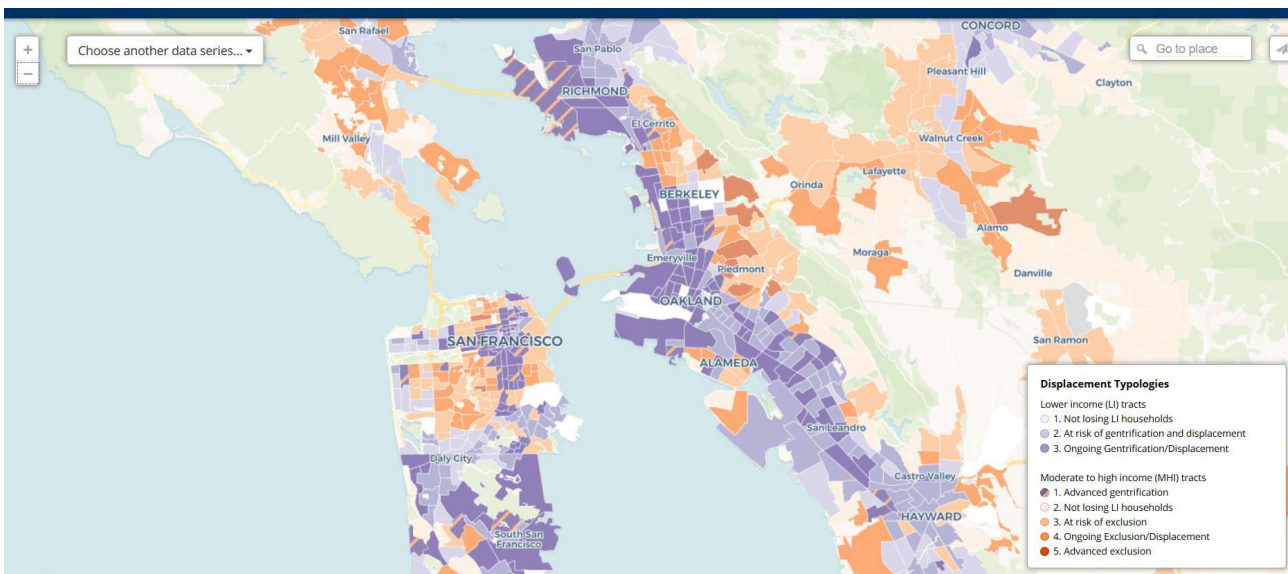 CONCORD
San Rafael
+
Choose another data series...
San Pablo
Go to place
−
Pleasant Hill
Clayton
RICHMOND
El Cerrito
Mill Valley
Walnut Creek
Lafayette
Orinda
BERKELEY
Alamo
Moraga
Emeryville
Piedmont
Danville
OAKLAND
SAN FRANCISCO
San Ramon
ALAMEDA
Displacement Typologies
Lower income (LI) tracts
1. Not losing LI households
2. At risk of gentrification and displacement
3. Ongoing Gentrification/Displacement
Moderate to high income (MHI) tracts
1. Advanced gentrification
2. Not losing LI households
3. At risk of exclusion
4. Ongoing Exclusion/Displacement
5. Advanced exclusion
San Leandro
Daly City
Castro Valley
HAYWARD
South San
Francisco